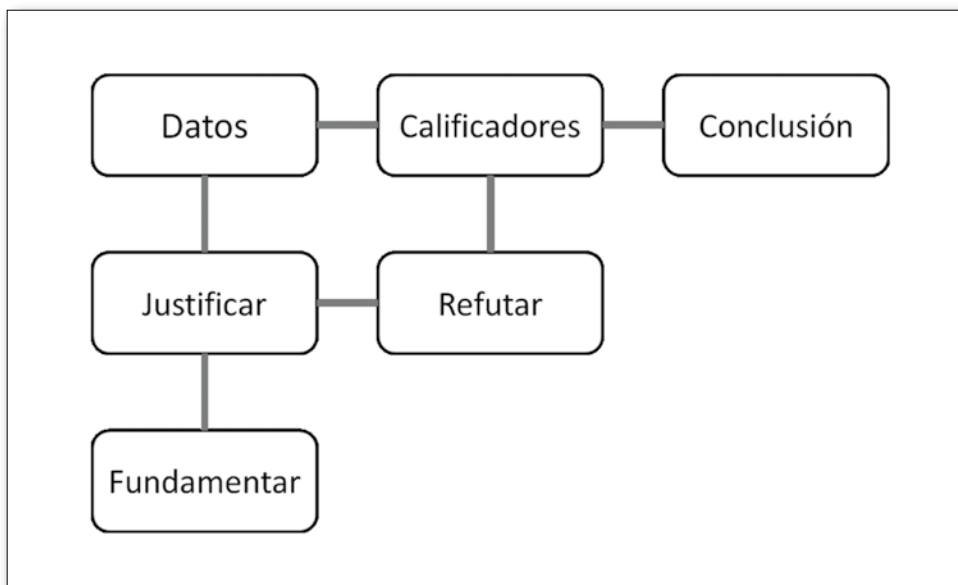 Datos
Calificadores
Conclusión
Justificar
Refutar
Fundamentar